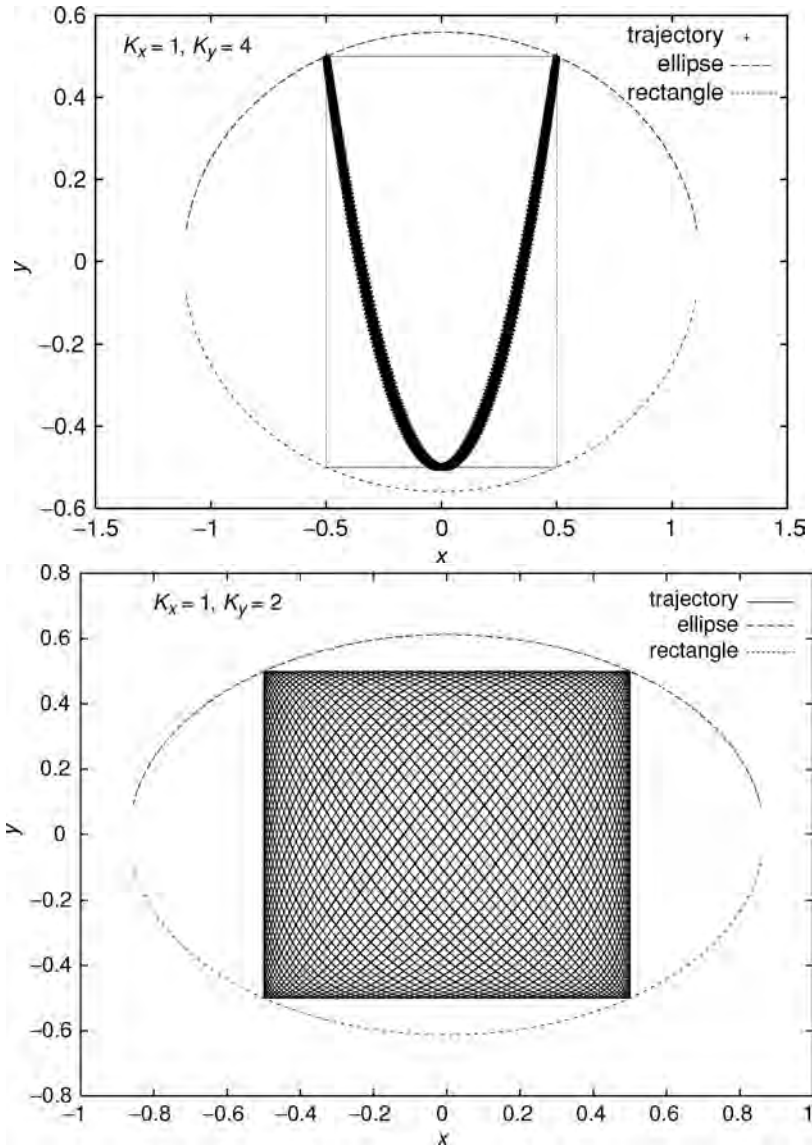 0.6
K_x = 1, K_y = 4
trajectory
ellipse
rectangle
0.4
0.2
0
−0.2
−0.4
−0.6
y
−1.5 −1 −0.5 0 0.5 1 1.5
x
0.8
K_x = 1, K_y = 2
trajectory
ellipse
rectangle
0.6
0.4
0.2
0
−0.2
−0.4
−0.6
−0.8
y
−1 −0.8 −0.6 −0.4 −0.2 0 0.2 0.4 0.6 0.8 1
x